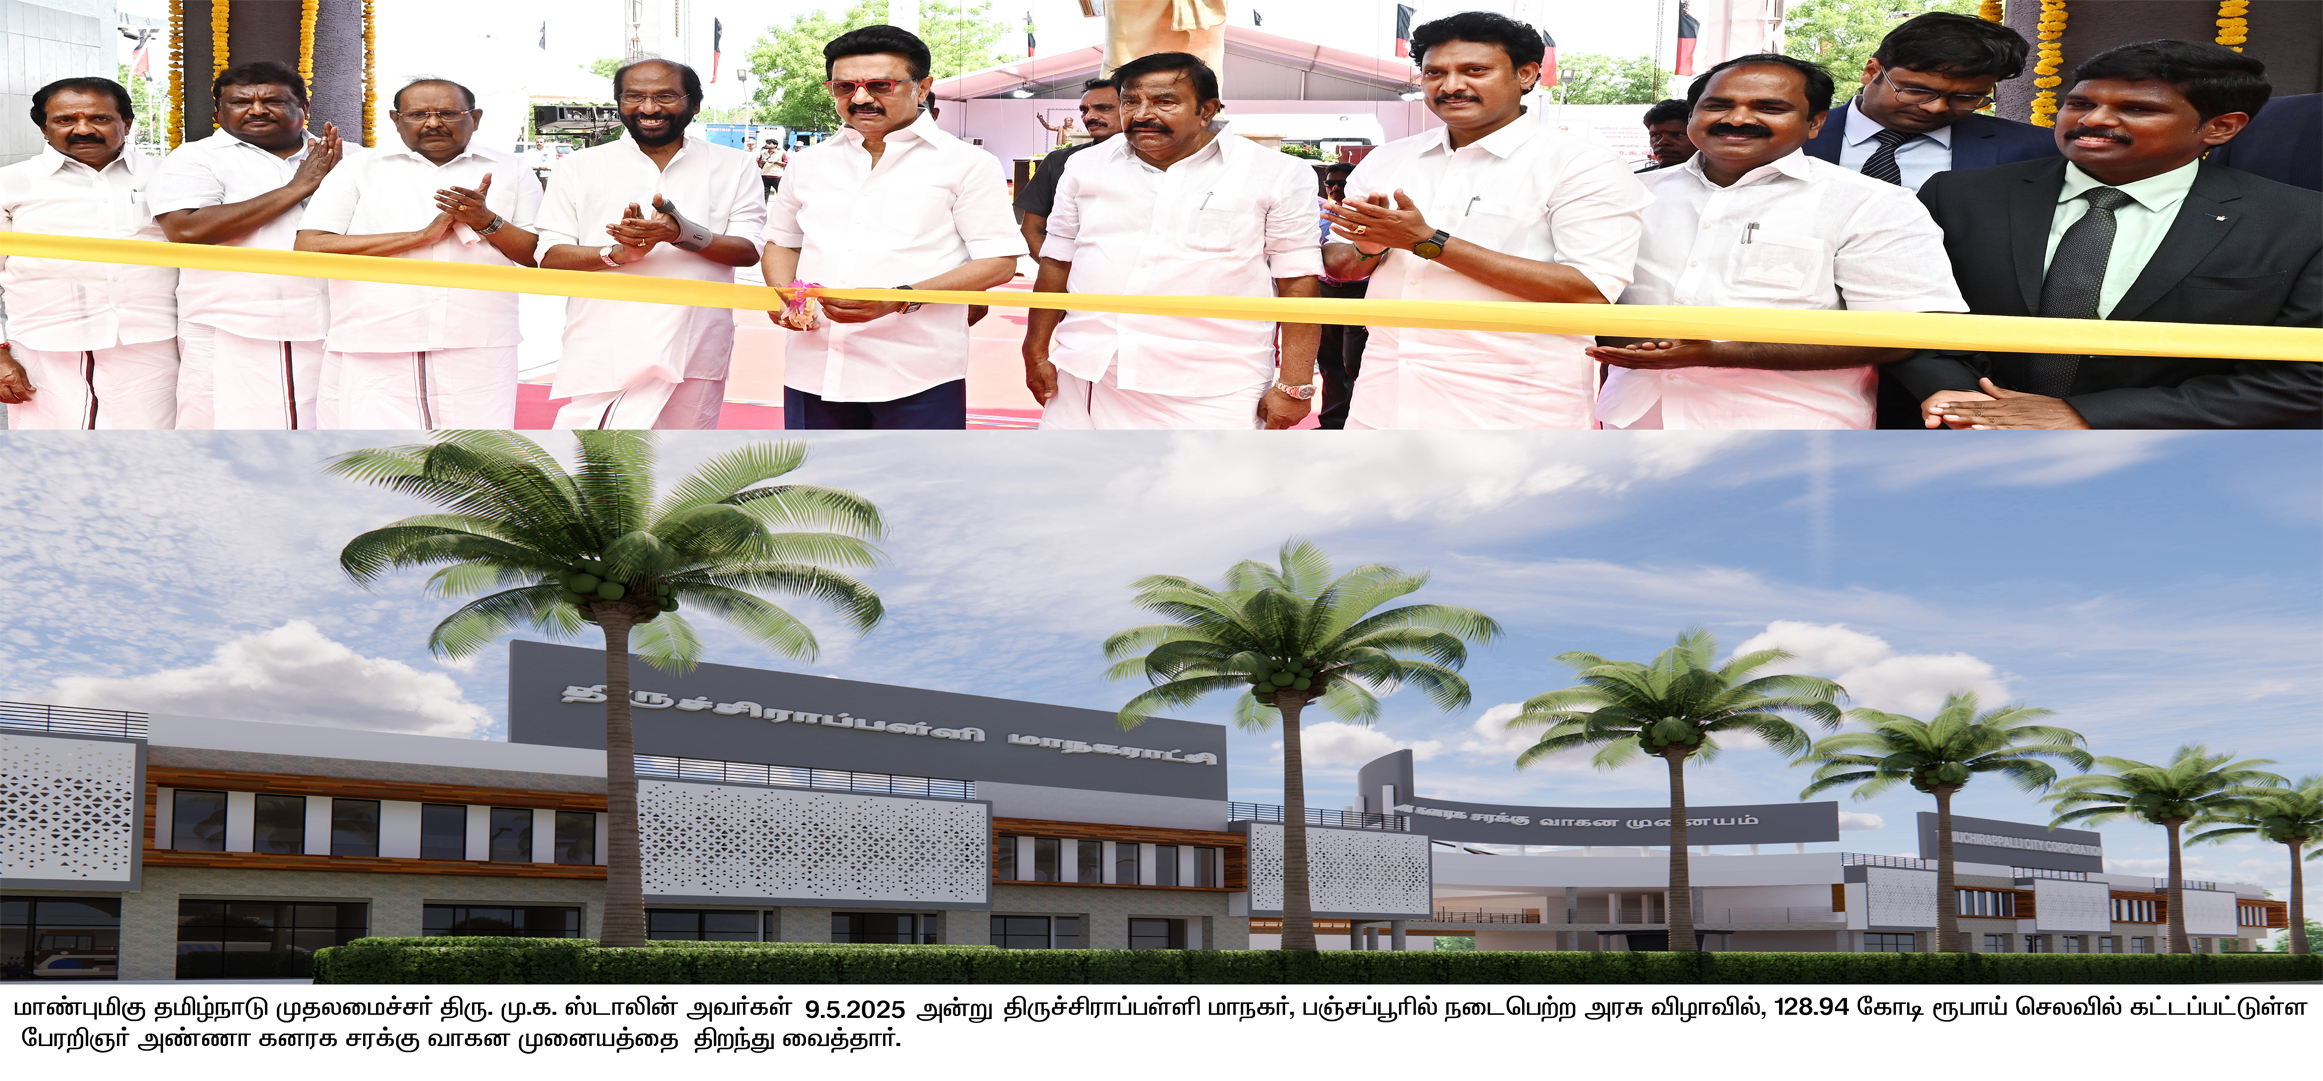 திருச்சிராப்பள்ளி மாநகராட்சி
கனரக சரக்கு வாகன முனையம்
CITY CORPORATION
மாண்புமிகு தமிழ்நாடு முதலமைச்சர் திரு. மு.க. ஸ்டாலின் அவர்கள் 9.5.2025 அன்று திருச்சிராப்பள்ளி மாநகர், பஞ்சப்பூரில் நடைபெற்ற அரசு விழாவில், 128.94 கோடி ரூபாய் செலவில் கட்டப்பட்டுள்ள
பேரறிஞர் அண்ணா கனரக சரக்கு வாகன முனையத்தை திறந்து வைத்தார்.